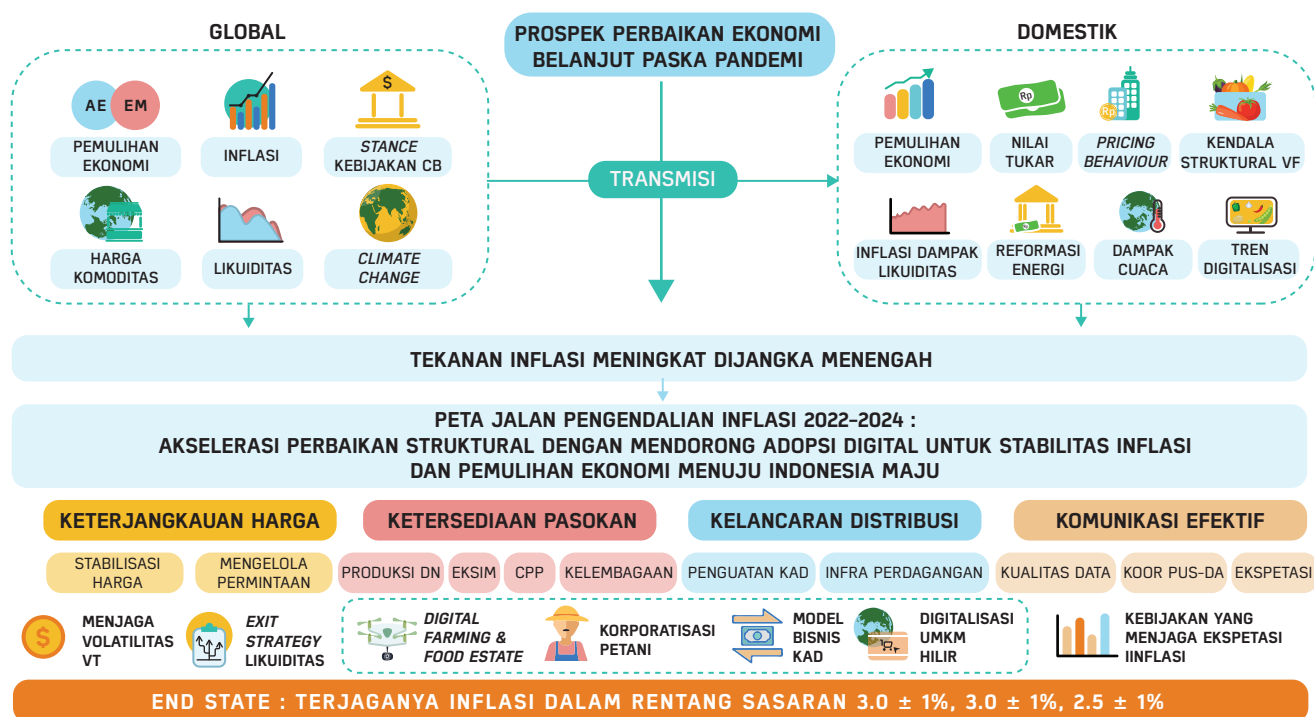 GLOBAL
PROSPEK PERBAIKAN EKONOMI
BELANJUT PASKA PANDEMI
DOMESTIK
AE
EM
PEMULIHAN
EKONOMI
INFLASI
$
STANCE
KEBIJAKAN CB
HARGA
KOMODITAS
LIKUIDITAS
CLIMATE
CHANGE
TRANSMISI
PEMULIHAN
EKONOMI
Rp
NILAI
TUKAR
Rp
PRICING
BEHAVIOUR
KENDALA
STRUKTURAL VF
INFLASI DAMPAK
LIKUIDITAS
REFORMASI
ENERGI
DAMPAK
CUACA
TREN
DIGITALISASI
TEKANAN INFLASI MENINGKAT DIJANGKA MENENGAH
PETA JALAN PENGENDALIAN INFLASI 2022-2024 :
AKSELERASI PERBAIKAN STRUKTURAL DENGAN MENDORONG ADOPSI DIGITAL UNTUK STABILITAS INFLASI
DAN PEMULIHAN EKONOMI MENUJU INDONESIA MAJU
KETERJANGKAUAN HARGA
KETERSEDIAAN PASOKAN
KELANCARAN DISTRIBUSI
KOMUNIKASI EFEKTIF
STABILISASI
HARGA
MENGELOLA
PERMINTAAN
PRODUKSI DN
EKSIM
CPP
KELEMBAGAAN
PENGUATAN KAD
INFRA PERDAGANGAN
KUALITAS DATA
KOOR PUS-DA
EKSPETASI
$
MENJAGA
VOLATILITAS
VT
EXIT
STRATEGY
LIKUIDITAS
DIGITAL
FARMING &
FOOD ESTATE
KORPORATISASI
PETANI
MODEL
BISNIS
KAD
DIGITALISASI
UMKM
HILIR
KEBIJAKAN YANG
MENJAGA EKSPETASI
IINFLASI
END STATE : TERJAGANYA INFLASI DALAM RENTANG SASARAN 3.0 ± 1%, 3.0 ± 1%, 2.5 ± 1%